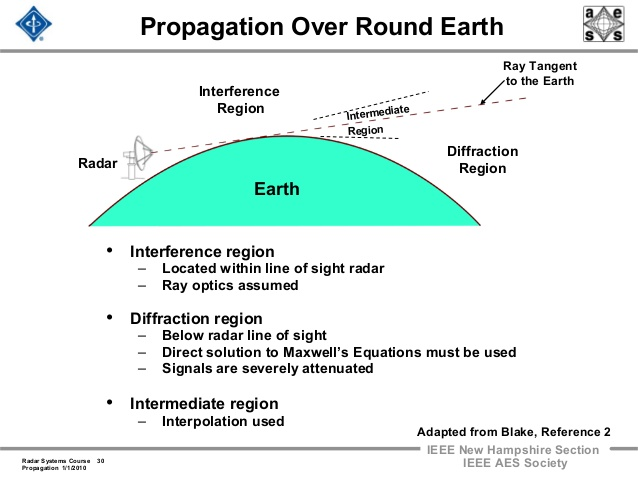 Propagation Over Round Earth
a e
s s
Ray Tangent
to the Earth
Interference
Region
Intermediate
Region
Diffraction
Region
Radar
Earth
• Interference region
– Located within line of sight radar
– Ray optics assumed
• Diffraction region
– Below radar line of sight
– Direct solution to Maxwell's Equations must be used
– Signals are severely attenuated
• Intermediate region
– Interpolation used
Adapted from Blake, Reference 2
IEEE New Hampshire Section
IEEE AES Society
Radar Systems Course 30
Propagation 1/1/2010